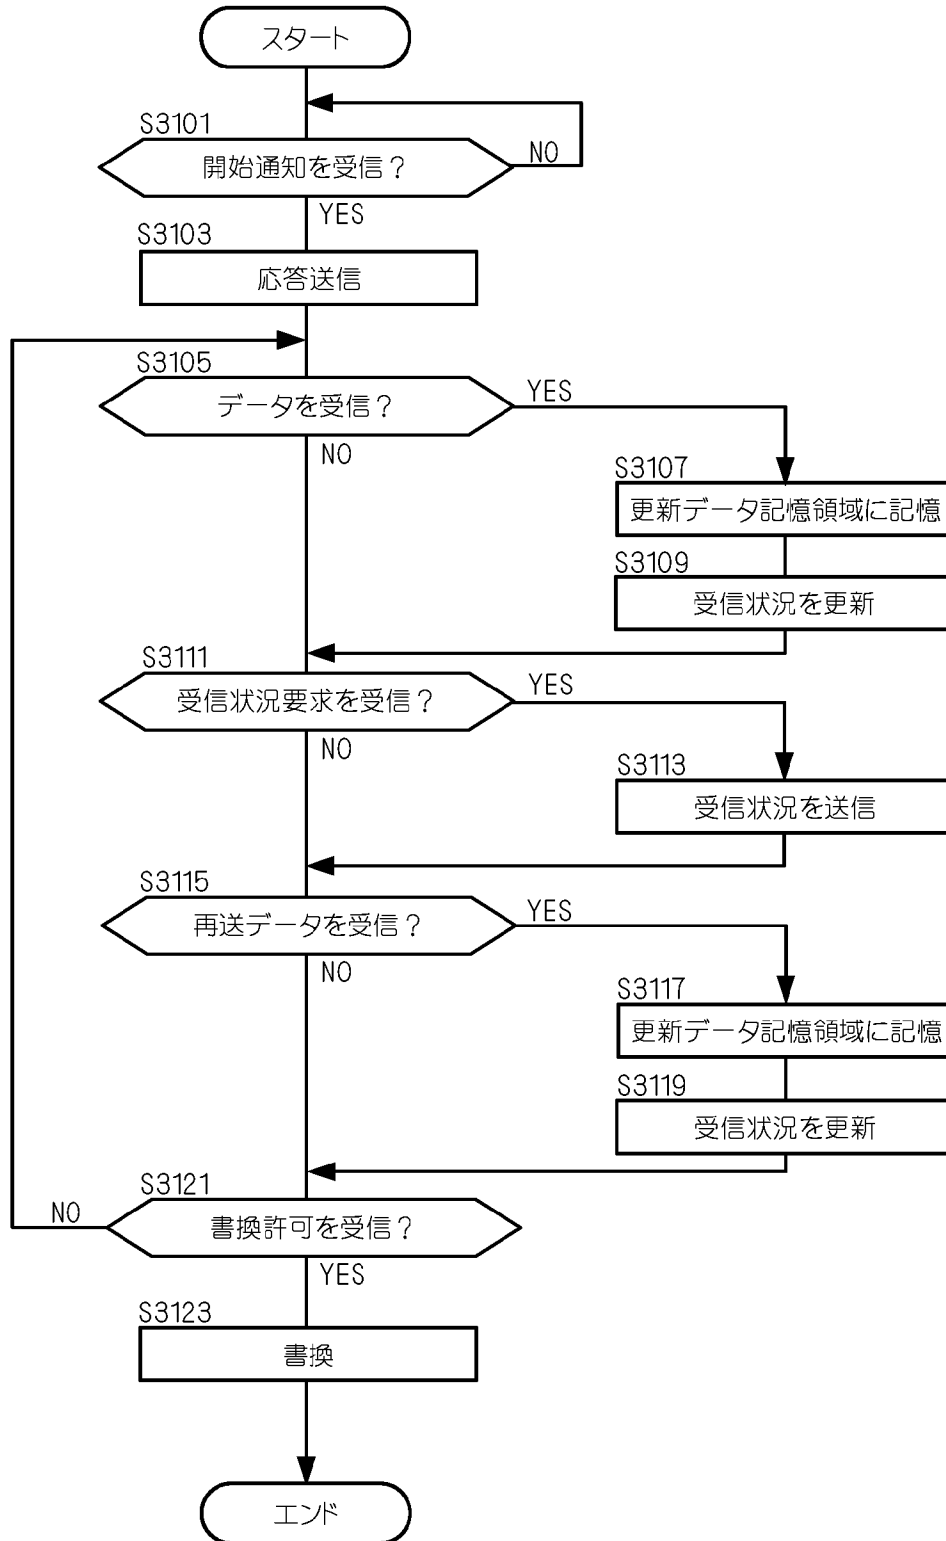 スタート
S3101
開始通知を受信？
NO
YES
S3103
応答送信
S3105
データを受信？
YES
NO
S3107
更新データ記憶領域に記憶
S3109
受信状況を更新
S3111
受信状況要求を受信？
YES
NO
S3113
受信状況を送信
S3115
再送データを受信？
YES
NO
S3117
更新データ記憶領域に記憶
S3119
受信状況を更新
S3121
書換許可を受信？
NO
YES
S3123
書換
エンド